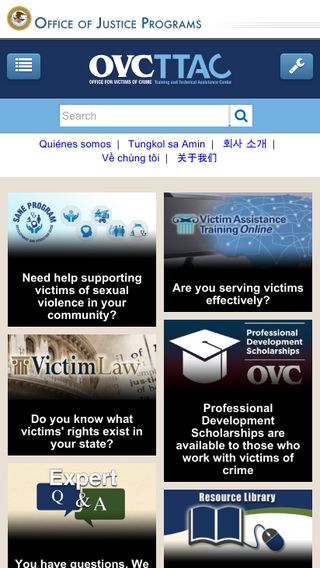 OFFICE OF JUSTICE PROGRAMS
OVCTTAC
OFFICE FOR VICTIMS OF CRIME Training and Technical Assistance Center
Search
Quiénes somos | Tungkol sa Amin | 회사 소개 |
Về chúng tôi | 关于我们
SANE PROGRAM
Need help supporting
victims of sexual
violence in your
community?
Victim Assistance
Training Online
Are you serving victims
effectively?
VictimLaw
Do you know what
victims' rights exist in
your state?
Professional
Development
Scholarships
OVC
Professional
Development
Scholarships are
available to those who
work with victims of
crime
Expert
Q & A
You have questions. We
Resource Library